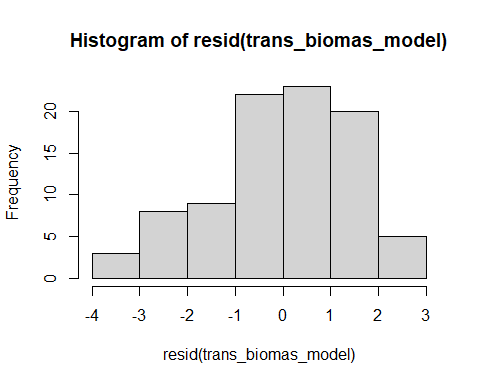 Histogram of resid(trans_biomas_model)
Frequency
20
15
10
5
0
-4 -3 -2 -1 0 1 2 3
resid(trans_biomas_model)